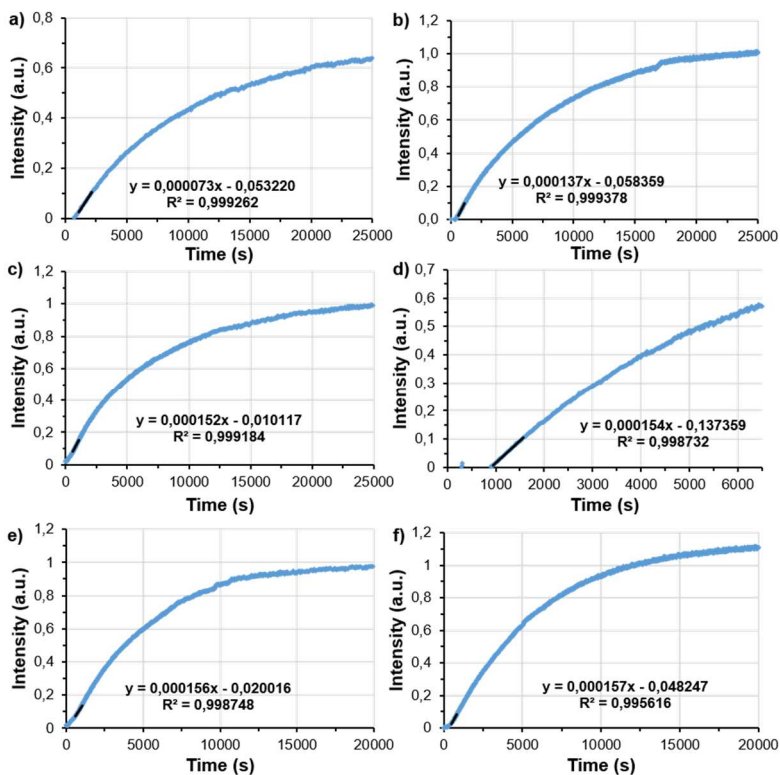 a)
0,8
0,6
0,4
0,2
0
Intensity (a.u.)
y = 0,000073x - 0,053220
R² = 0,999262
0 5000 10000 15000 20000 25000
Time (s)
b)
1,2
1,0
0,8
0,6
0,4
0,2
0,0
Intensity (a.u.)
y = 0,000137x - 0,058359
R² = 0,999378
0 5000 10000 15000 20000 25000
Time (s)
c)
1,2
1
0,8
0,6
0,4
0,2
0
Intensity (a.u.)
y = 0,000152x - 0,010117
R² = 0,999184
0 5000 10000 15000 20000 25000
Time (s)
d)
0,7
0,6
0,5
0,4
0,3
0,2
0,1
0
Intensity (a.u.)
y = 0,000154x - 0,137359
R² = 0,998732
0 1000 2000 3000 4000 5000 6000
Time (s)
e)
1,2
1
0,8
0,6
0,4
0,2
0
Intensity (a.u.)
y = 0,000156x - 0,020016
R² = 0,998748
0 5000 10000 15000 20000
Time (s)
f)
1,2
1
0,8
0,6
0,4
0,2
0
Intensity (a.u.)
y = 0,000157x - 0,048247
R² = 0,995616
0 5000 10000 15000 20000
Time (s)